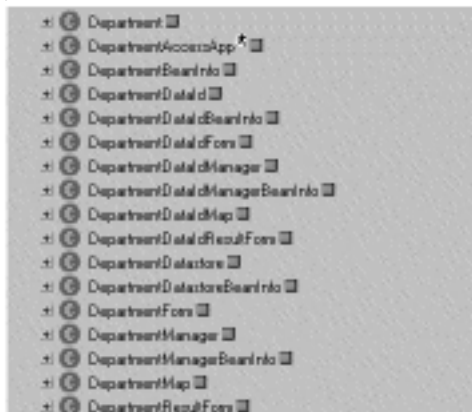 Department
DepartmentAccessApp
DepartmentBeanInfo
DepartmentDataId
DepartmentDataIdBeanInfo
DepartmentDataIdForm
DepartmentDataIdManager
DepartmentDataIdManagerBeanInfo
DepartmentDataIdMap
DepartmentDataIdResultForm
DepartmentDatastore
DepartmentDatastoreBeanInfo
DepartmentForm
DepartmentManager
DepartmentManagerBeanInfo
DepartmentMap
DepartmentResultForm